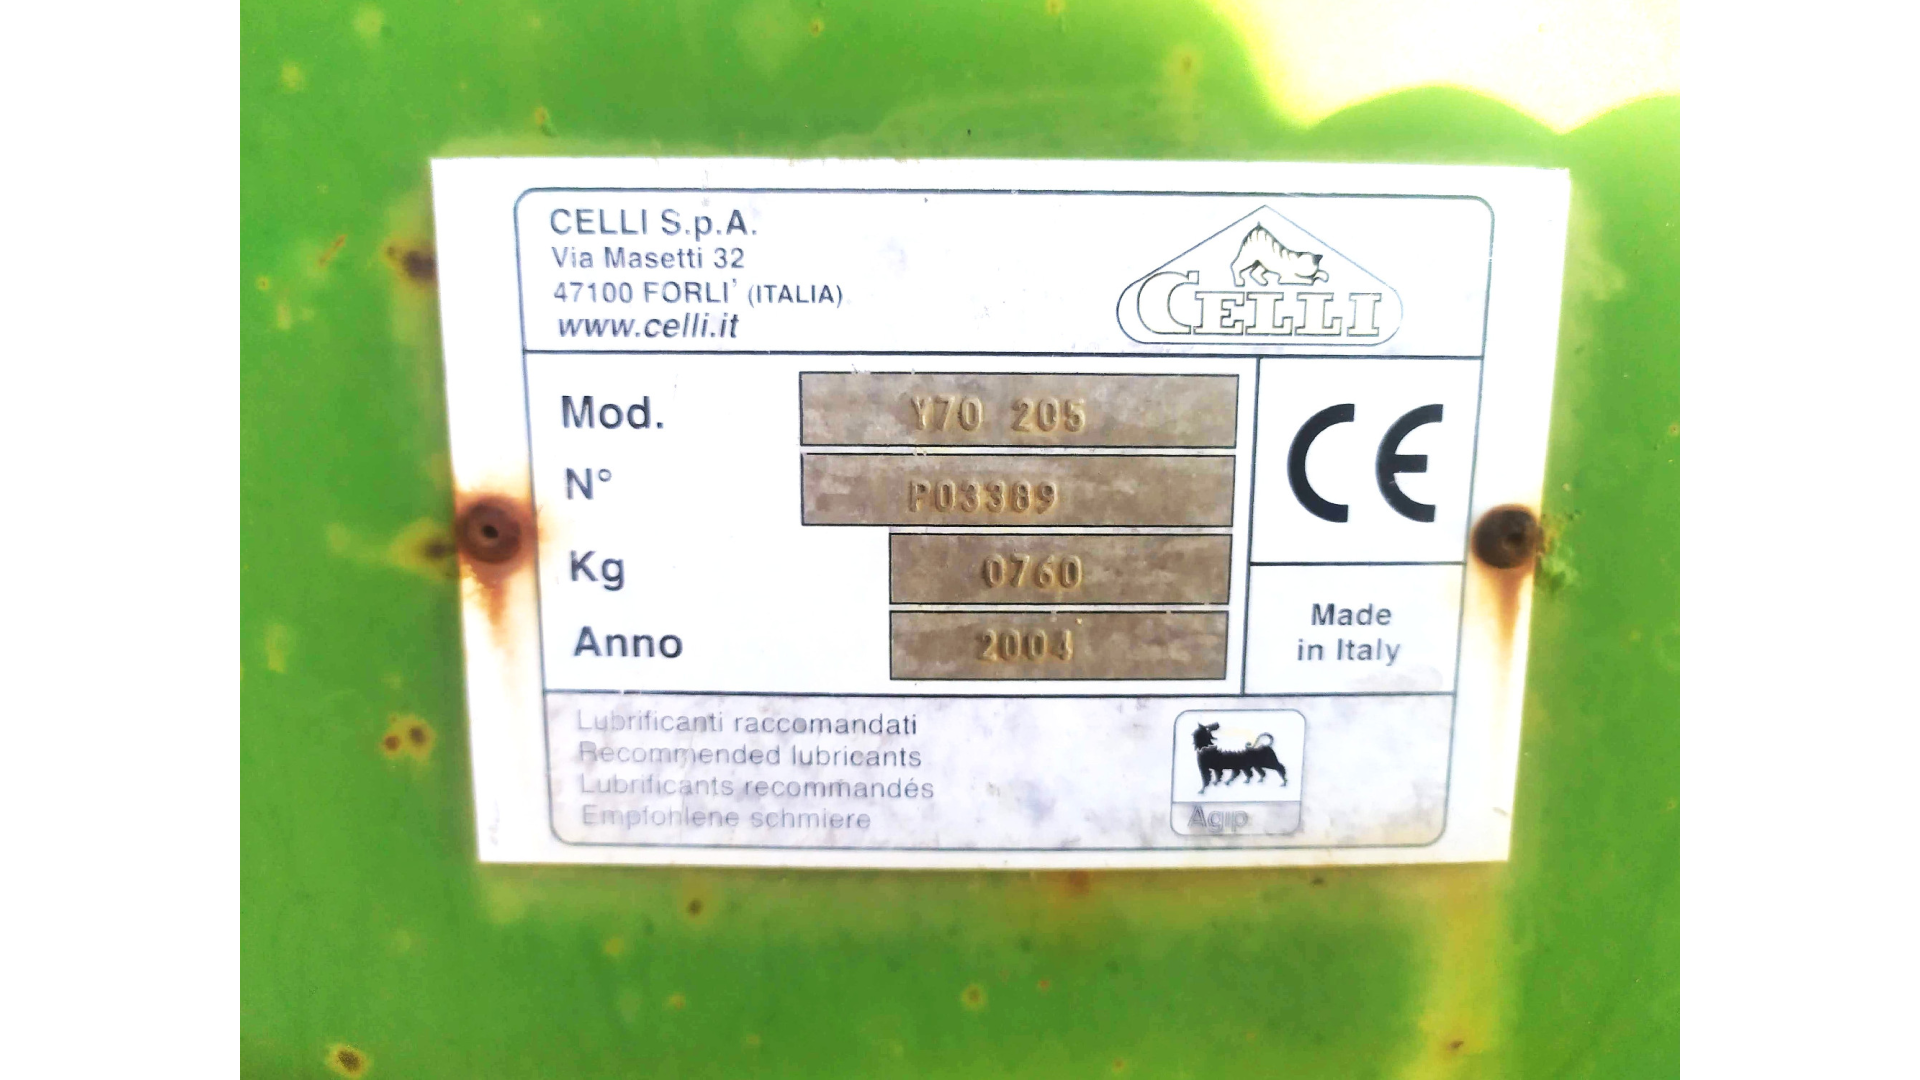 CELLI S.p.A.
Via Masetti 32
47100 FORLI' (ITALIA)
www.celli.it
CELLI
Mod. Y70 205
N° P03389
Kg 0760
Anno 2004
CE
Made
in Italy
Lubrificanti raccomandati
Recommended lubricants
Lubrificants recommandés
Empfohlene schmiere
Agip